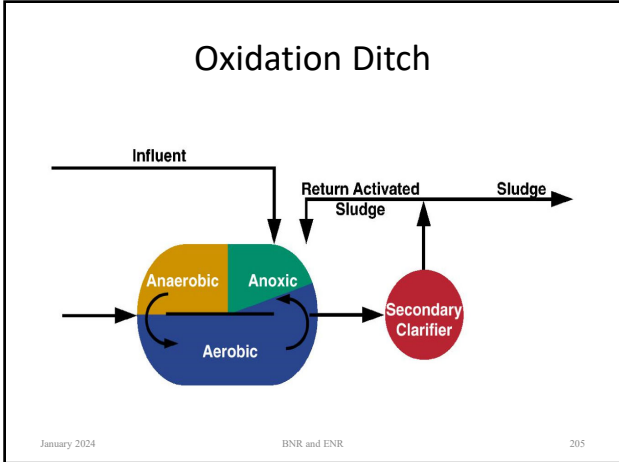 Oxidation Ditch
Influent
Return Activated
Sludge
Sludge
Anaerobic
Anoxic
Aerobic
Secondary
Clarifier
January 2024
BNR and ENR
205